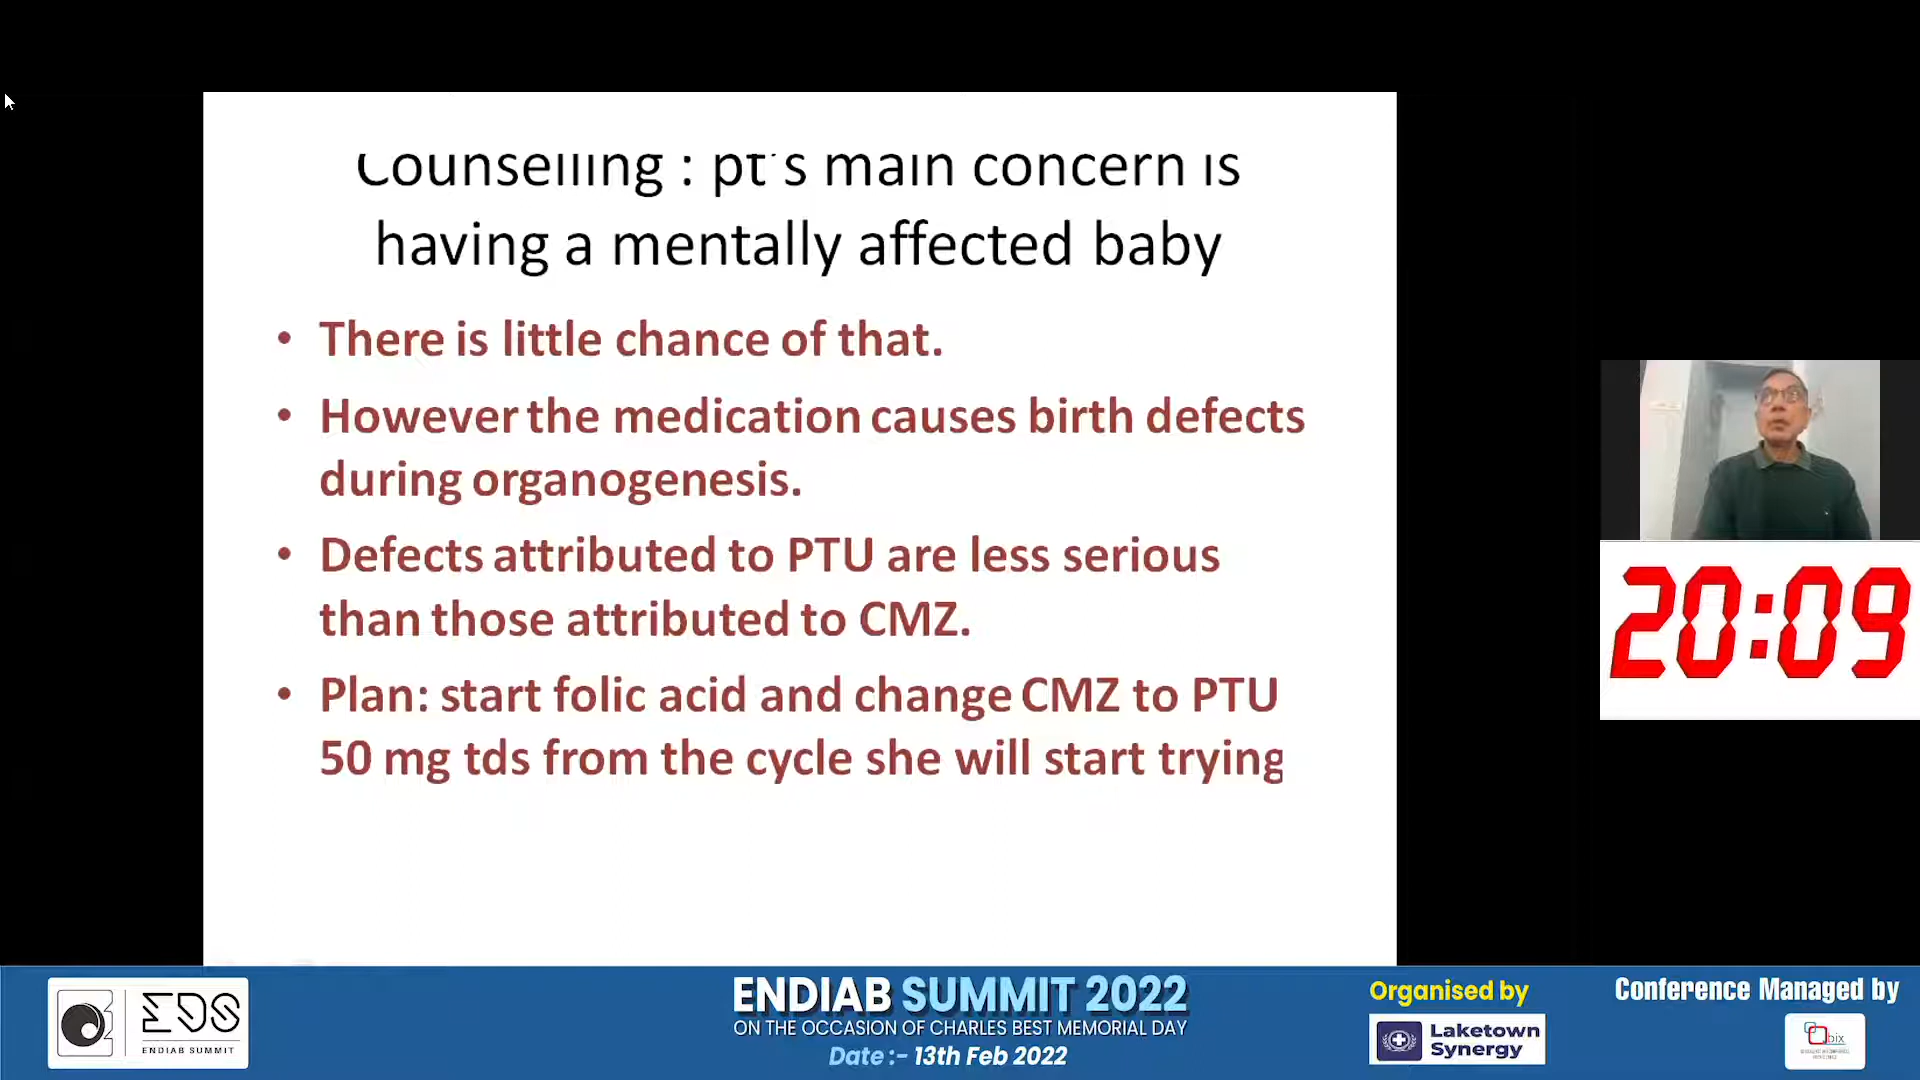 Counselling : pt's main concern is
having a mentally affected baby
• There is little chance of that.
• However the medication causes birth defects
during organogenesis.
• Defects attributed to PTU are less serious
than those attributed to CMZ.
• Plan: start folic acid and change CMZ to PTU
50 mg tds from the cycle she will start trying
20:09
EDS
ENDIAB SUMMIT
ENDIAB SUMMIT 2022
ON THE OCCASION OF CHARLES BEST MEMORIAL DAY
Date :- 13th Feb 2022
Organised by
Laketown
Synergy
Conference Managed by